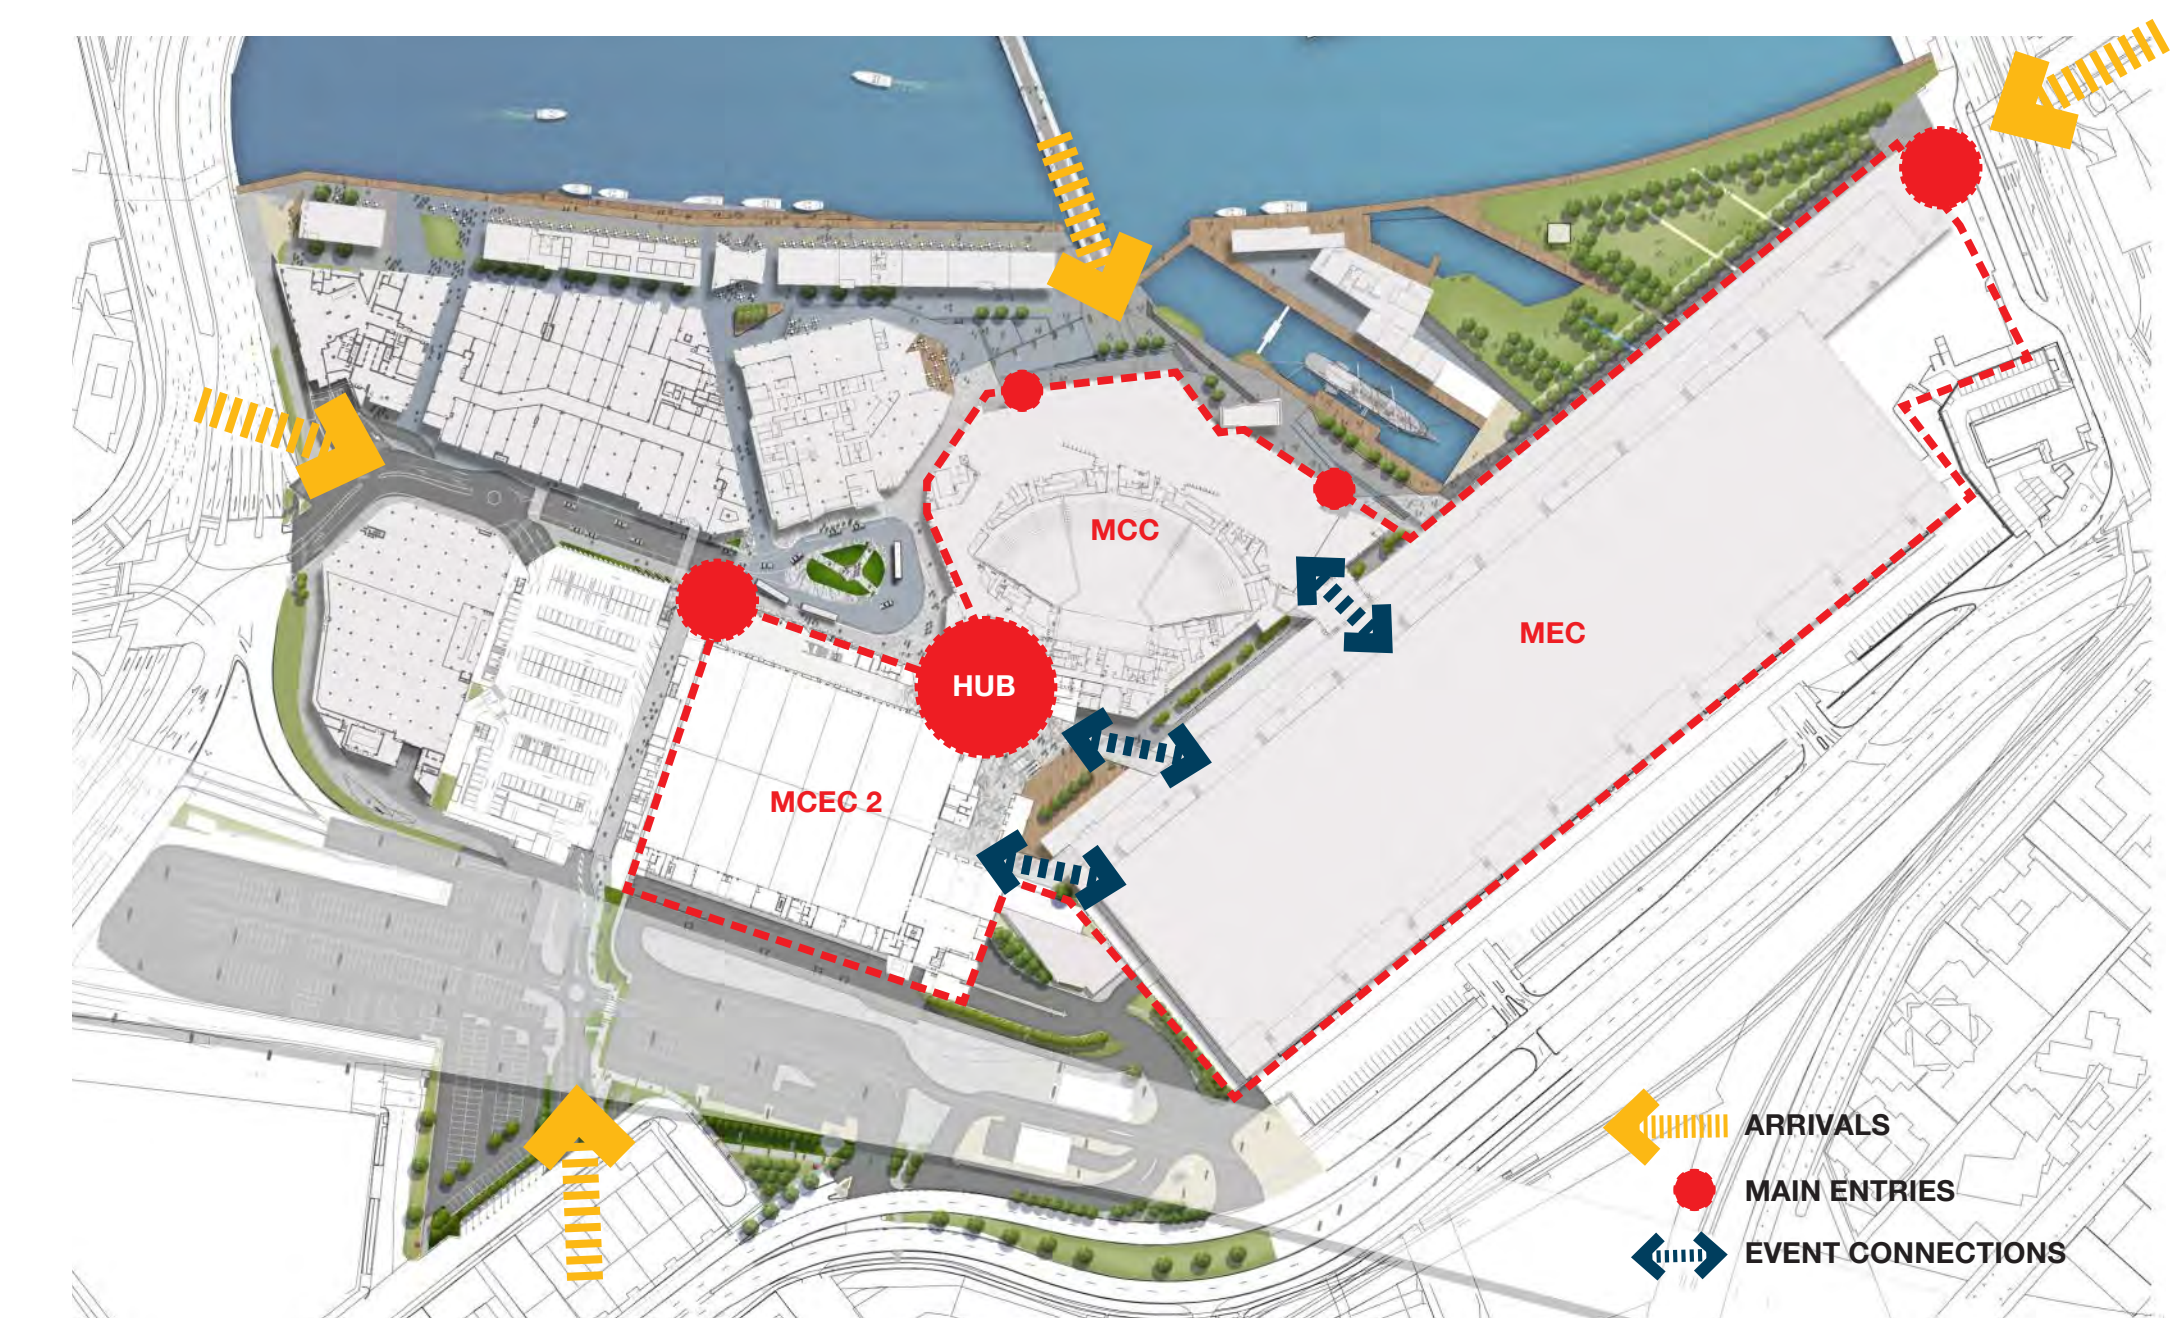 MCC
MEC
HUB
MCEC 2
ARRIVALS
MAIN ENTRIES
EVENT CONNECTIONS